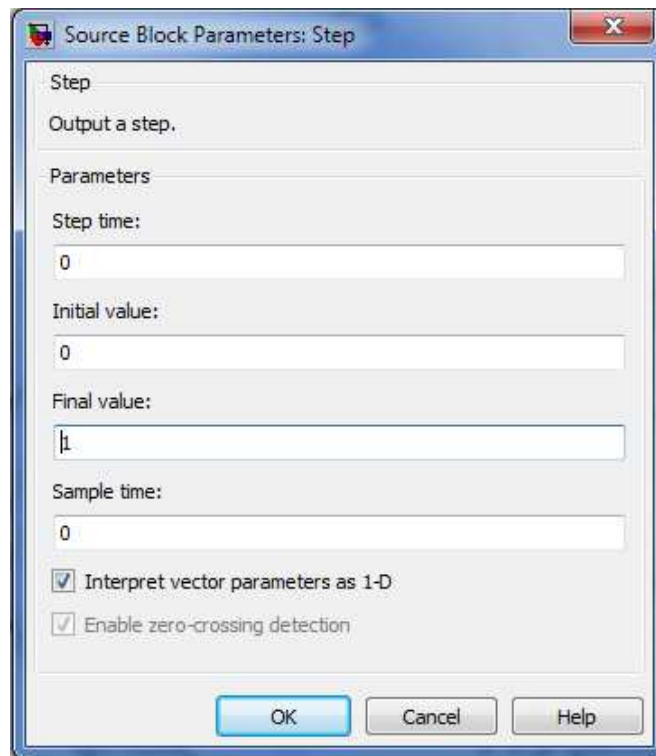 Source Block Parameters: Step
Step
Output a step.
Parameters
Step time:
0
Initial value:
0
Final value:
1
Sample time:
0
Interpret vector parameters as 1-D
Enable zero-crossing detection
OK Cancel Help